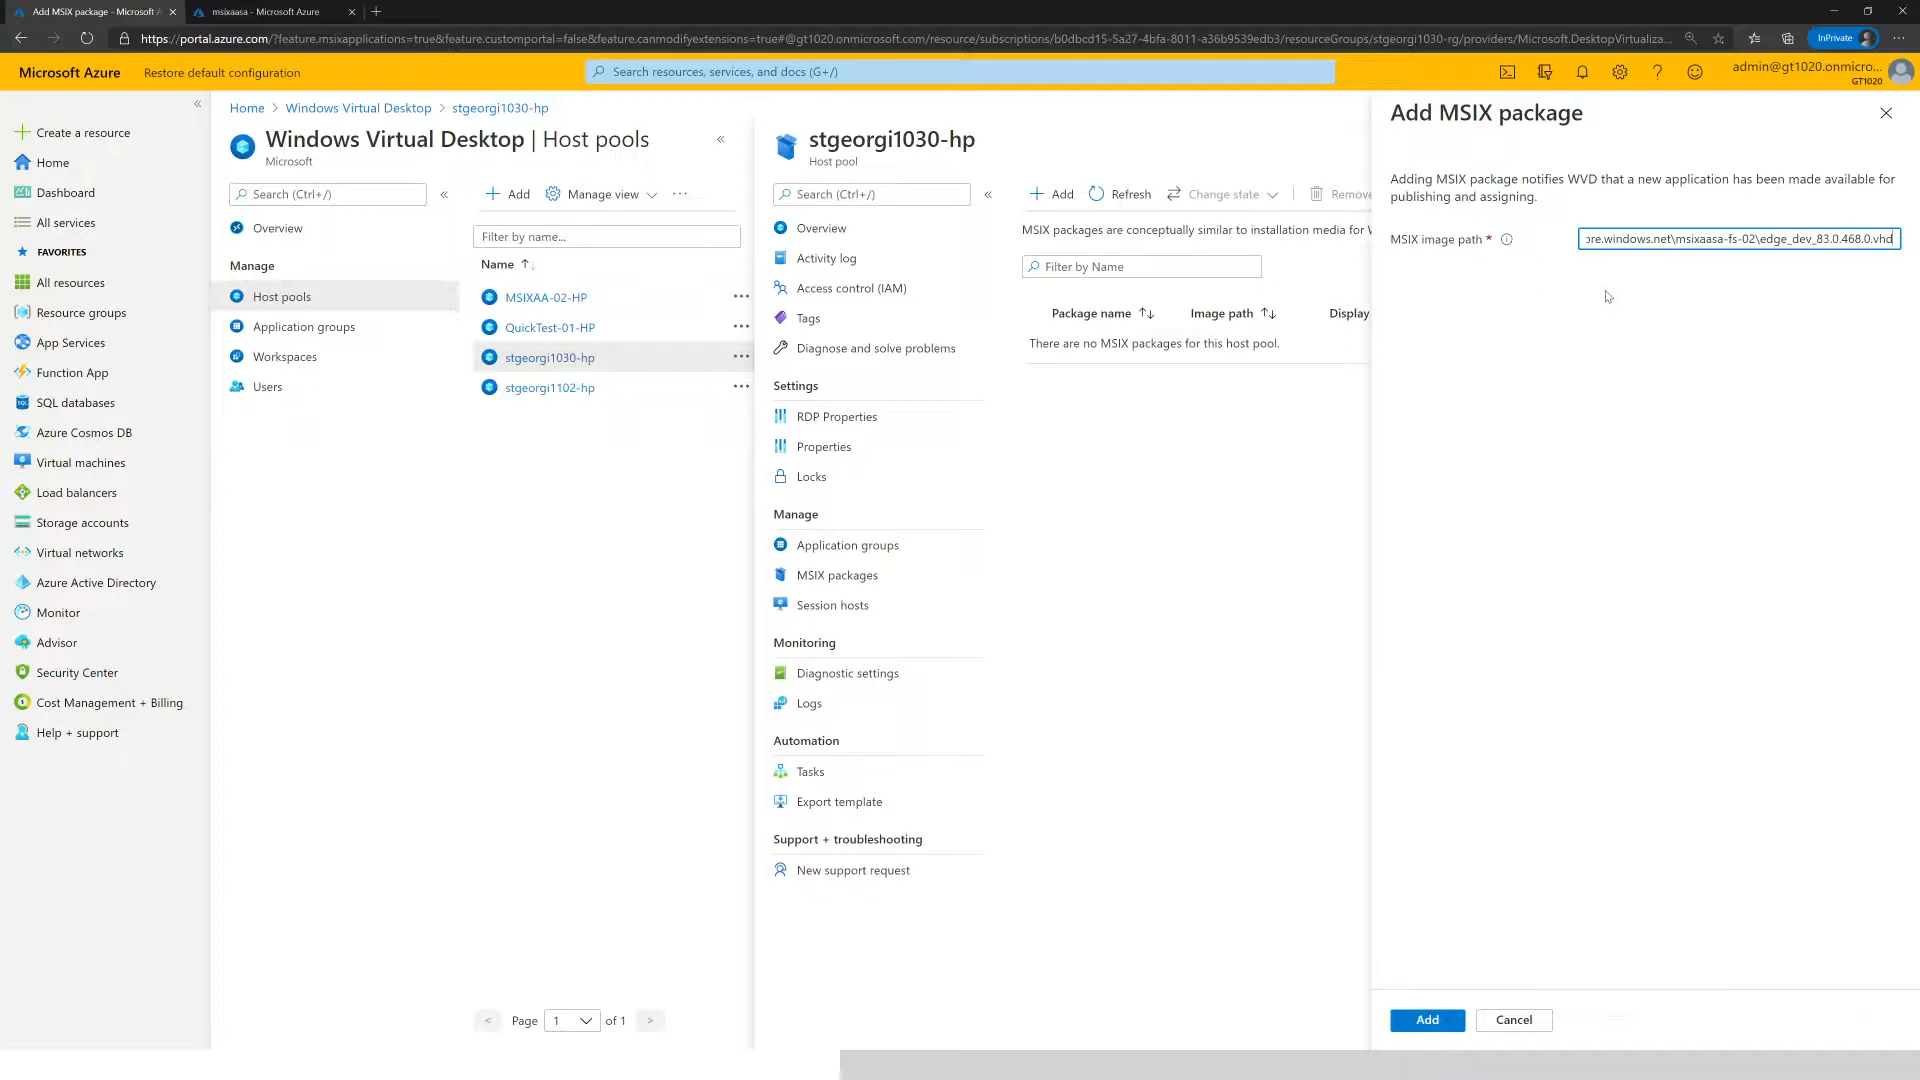 Add MSIX package - Microsoft A
msixaasa - Microsoft Azure
https://portal.azure.com/?feature.msixapplications=true&feature.customportal=false&feature.canmodifyextensions=true#@gt1020.onmicrosoft.com/resource/subscriptions/b0dbcd15-5a27-4bfa-8011-a36b9539edb3/resourceGroups/stgeorgi1030-rg/providers/Microsoft.DesktopVirtualiza...
InPrivate
Microsoft Azure
Restore default configuration
Search resources, services, and docs (G+/)
admin@gt1020.onmicro...
GT1020
Create a resource
Home
Dashboard
All services
FAVORITES
All resources
Resource groups
App Services
Function App
SQL databases
Azure Cosmos DB
Virtual machines
Load balancers
Storage accounts
Virtual networks
Azure Active Directory
Monitor
Advisor
Security Center
Cost Management + Billing
Help + support
Home > Windows Virtual Desktop > stgeorgi1030-hp
Windows Virtual Desktop | Host pools
Microsoft
Search (Ctrl+/)
Overview
Manage
Host pools
Application groups
Workspaces
Users
Add
Manage view
Filter by name...
Name
MSIXAA-02-HP
QuickTest-01-HP
stgeorgi1030-hp
stgeorgi1102-hp
< Page 1 of 1 >
stgeorgi1030-hp
Host pool
Search (Ctrl+/)
Overview
Activity log
Access control (IAM)
Tags
Diagnose and solve problems
Settings
RDP Properties
Properties
Locks
Manage
Application groups
MSIX packages
Session hosts
Monitoring
Diagnostic settings
Logs
Automation
Tasks
Export template
Support + troubleshooting
New support request
Add
Refresh
Change state
Remove
MSIX packages are conceptually similar to installation media for W
Filter by Name
Package name
Image path
Display
There are no MSIX packages for this host pool.
Add MSIX package
Adding MSIX package notifies WVD that a new application has been made available for
publishing and assigning.
MSIX image path *
ore.windows.net\msixaasa-fs-02\edge_dev_83.0.468.0.vhd
Add
Cancel